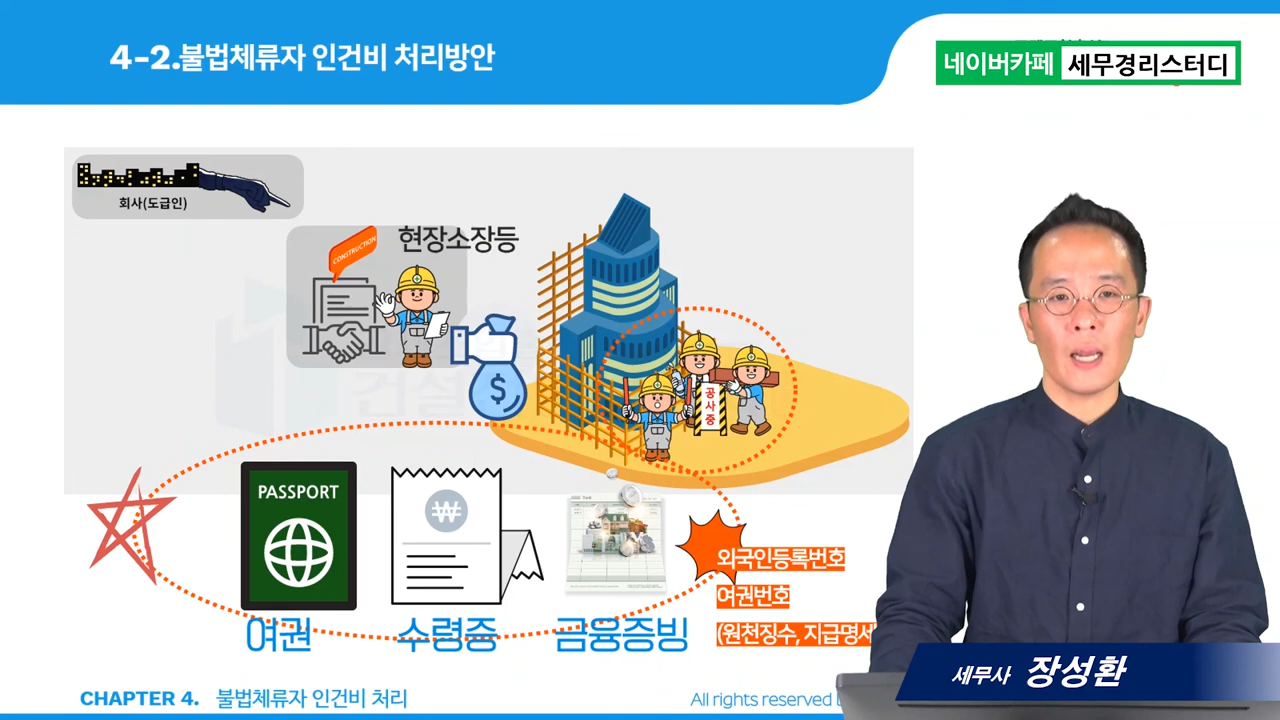 4-2.불법체류자 인건비 처리방안
네이버카페 세무경리스터디
회사(도급인)
CONSTRUCTION
현장소장등
공사중
PASSPORT
여권
수령증
금융증빙
외국인등록번호
여권번호
(원천징수, 지급명세
세무사 장성환
CHAPTER 4. 불법체류자 인건비 처리
All rights reserved